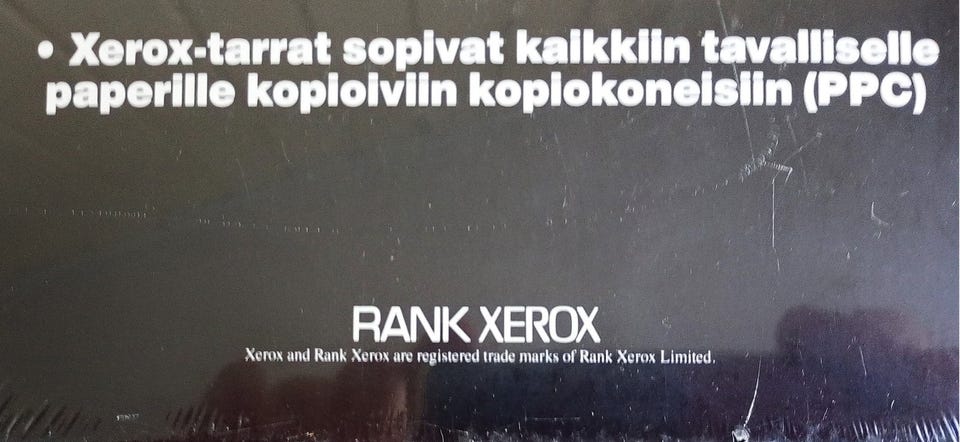 • Xerox-tarrat sopivat kaikkiin tavalliselle
paperille kopioiviin kopiokoneisiin (PPC)
RANK XEROX
Xerox and Rank Xerox are registered trade marks of Rank Xerox Limited.